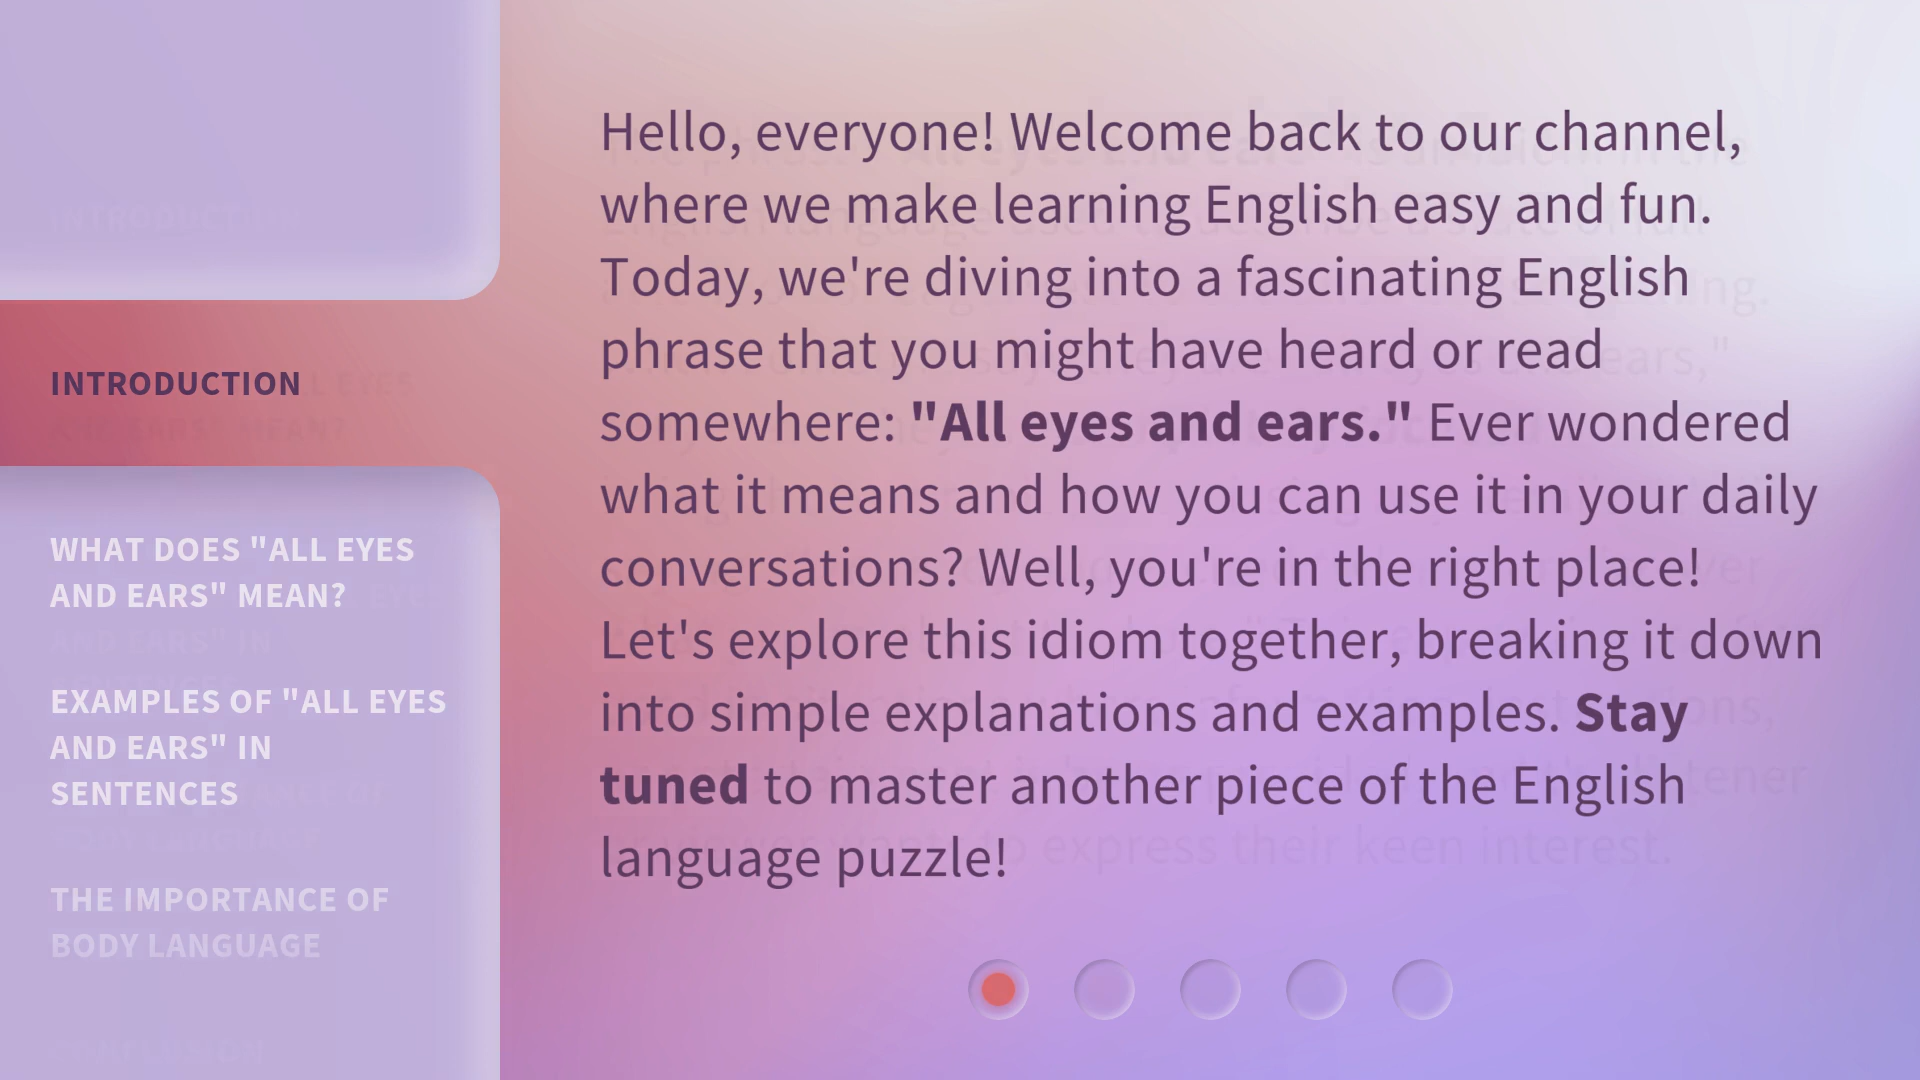 INTRODUCTION
WHAT DOES "ALL EYES
AND EARS" MEAN?
EXAMPLES OF "ALL EYES
AND EARS" IN
SENTENCES
THE IMPORTANCE OF
BODY LANGUAGE
Hello, everyone! Welcome back to our channel,
where we make learning English easy and fun.
Today, we're diving into a fascinating English
phrase that you might have heard or read
somewhere: "All eyes and ears." Ever wondered
what it means and how you can use it in your daily
conversations? Well, you're in the right place!
Let's explore this idiom together, breaking it down
into simple explanations and examples. Stay
tuned to master another piece of the English
language puzzle!